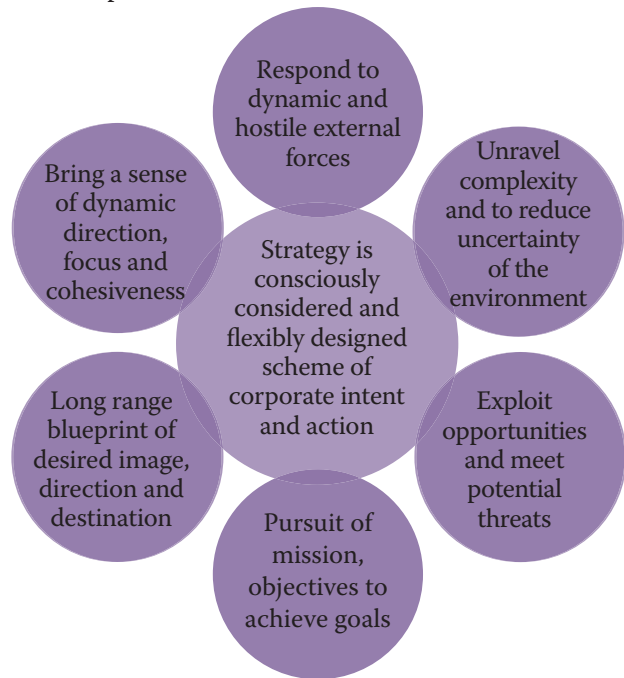 Respond to
dynamic and
hostile external
forces
Unravel
complexity
and to reduce
uncertainty
of the
environment
Exploit
opportunities
and meet
potential
threats
Pursuit of
mission,
objectives to
achieve goals
Long range
blueprint of
desired image,
direction and
destination
Bring a sense
of dynamic
direction,
focus and
cohesiveness
Strategy is
consciously
considered and
flexibly designed
scheme of
corporate intent
and action